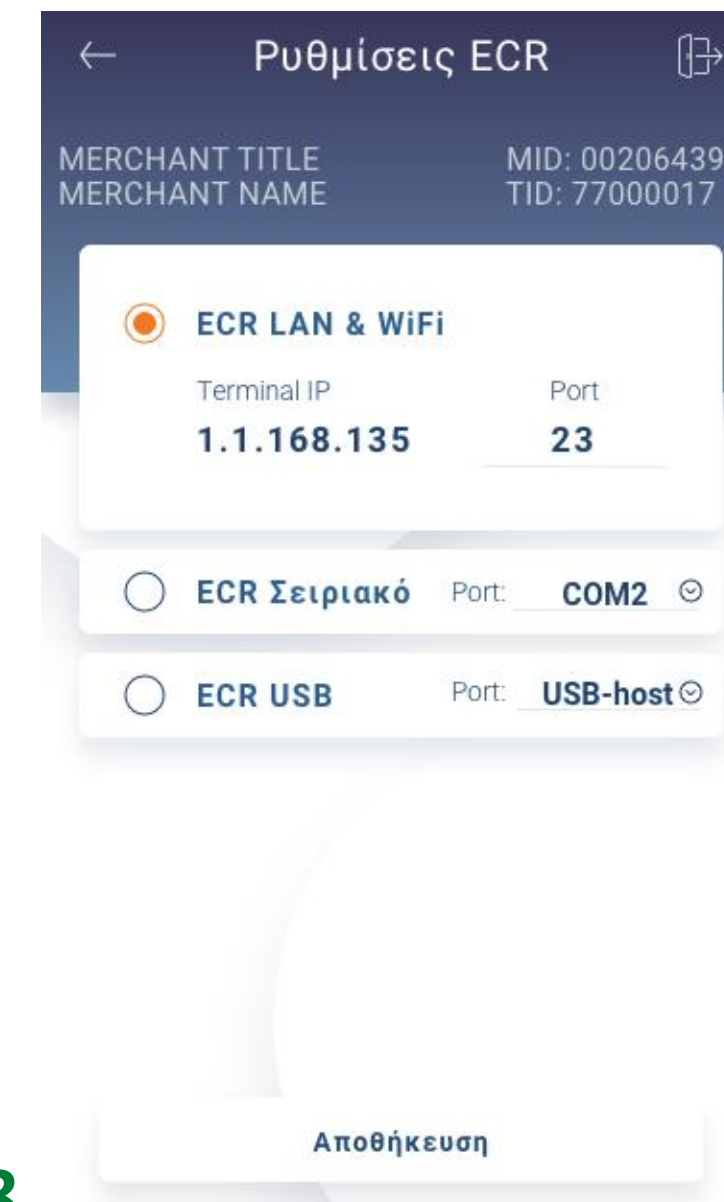 Ρυθμίσεις ECR
MERCHANT TITLE MID: 00206439
MERCHANT NAME TID: 77000017
ECR LAN & WiFi
Terminal IP Port
1.1.168.135 23
ECR Σειριακό Port: COM2
ECR USB Port: USB-host
Αποθήκευση